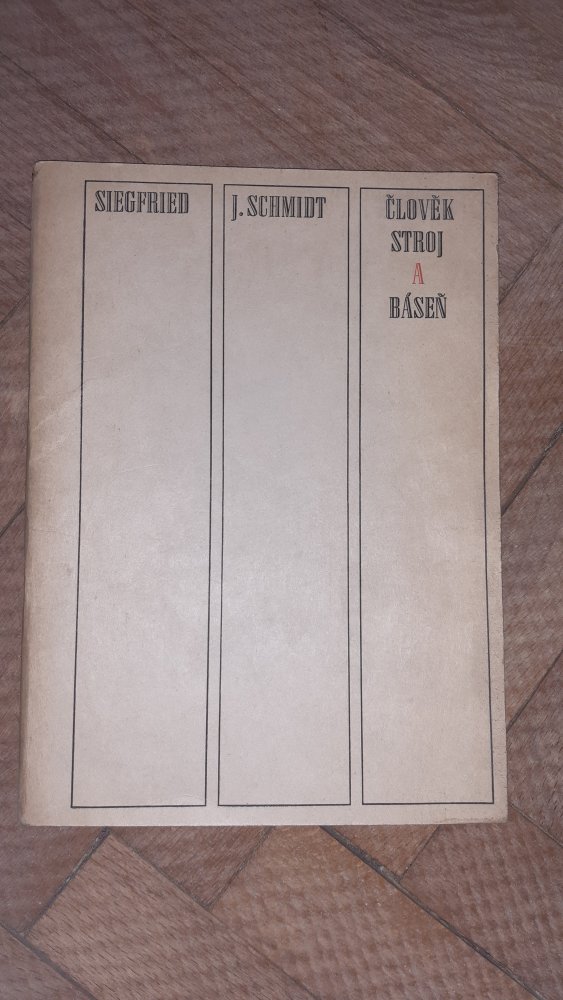 SIEGFRIED
J. SCHMIDT
ČLOVĚK
STROJ
A
BÁSEŇ